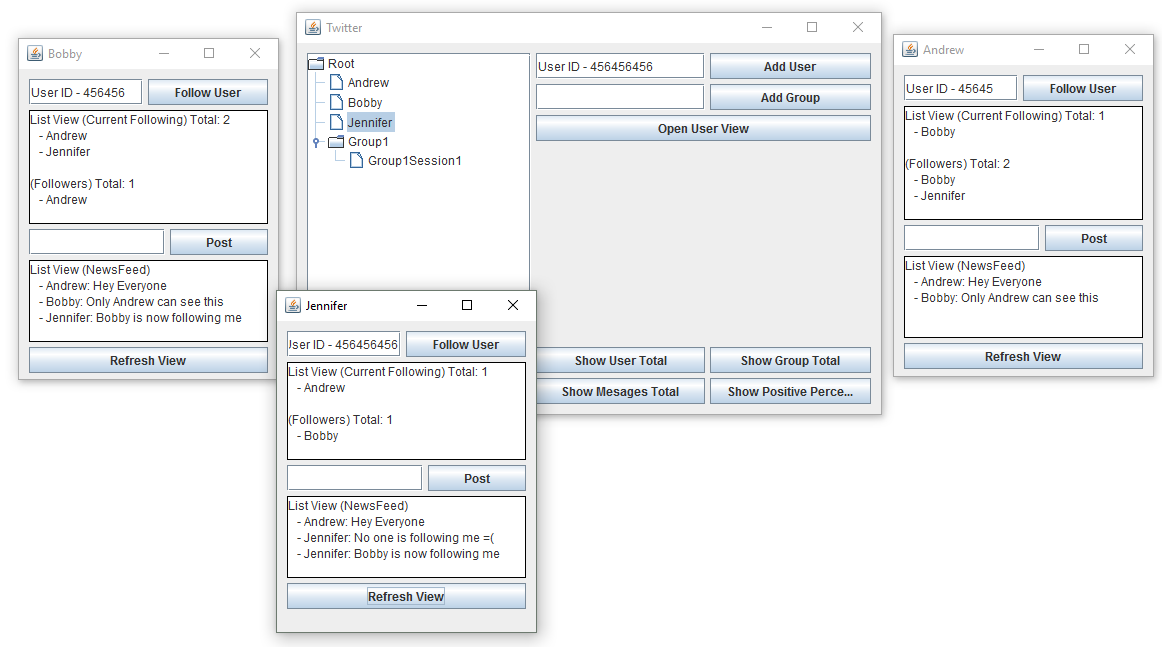 Bobby
User ID - 456456
Follow User
List View (Current Following) Total: 2
- Andrew
- Jennifer
(Followers) Total: 1
- Andrew
Post
List View (NewsFeed)
- Andrew: Hey Everyone
- Bobby: Only Andrew can see this
- Jennifer: Bobby is now following me
Refresh View
Twitter
Root
Andrew
Bobby
Jennifer
Group1
Group1Session1
User ID - 456456456
Add User
Add Group
Open User View
Show User Total
Show Group Total
Show Mesages Total
Show Positive Perce...
Jennifer
User ID - 456456456
Follow User
List View (Current Following) Total: 1
- Andrew
(Followers) Total: 1
- Bobby
Post
List View (NewsFeed)
- Andrew: Hey Everyone
- Jennifer: No one is following me =(
- Jennifer: Bobby is now following me
Refresh View
Andrew
User ID - 45645
Follow User
List View (Current Following) Total: 1
- Bobby
(Followers) Total: 2
- Bobby
- Jennifer
Post
List View (NewsFeed)
- Andrew: Hey Everyone
- Bobby: Only Andrew can see this
Refresh View